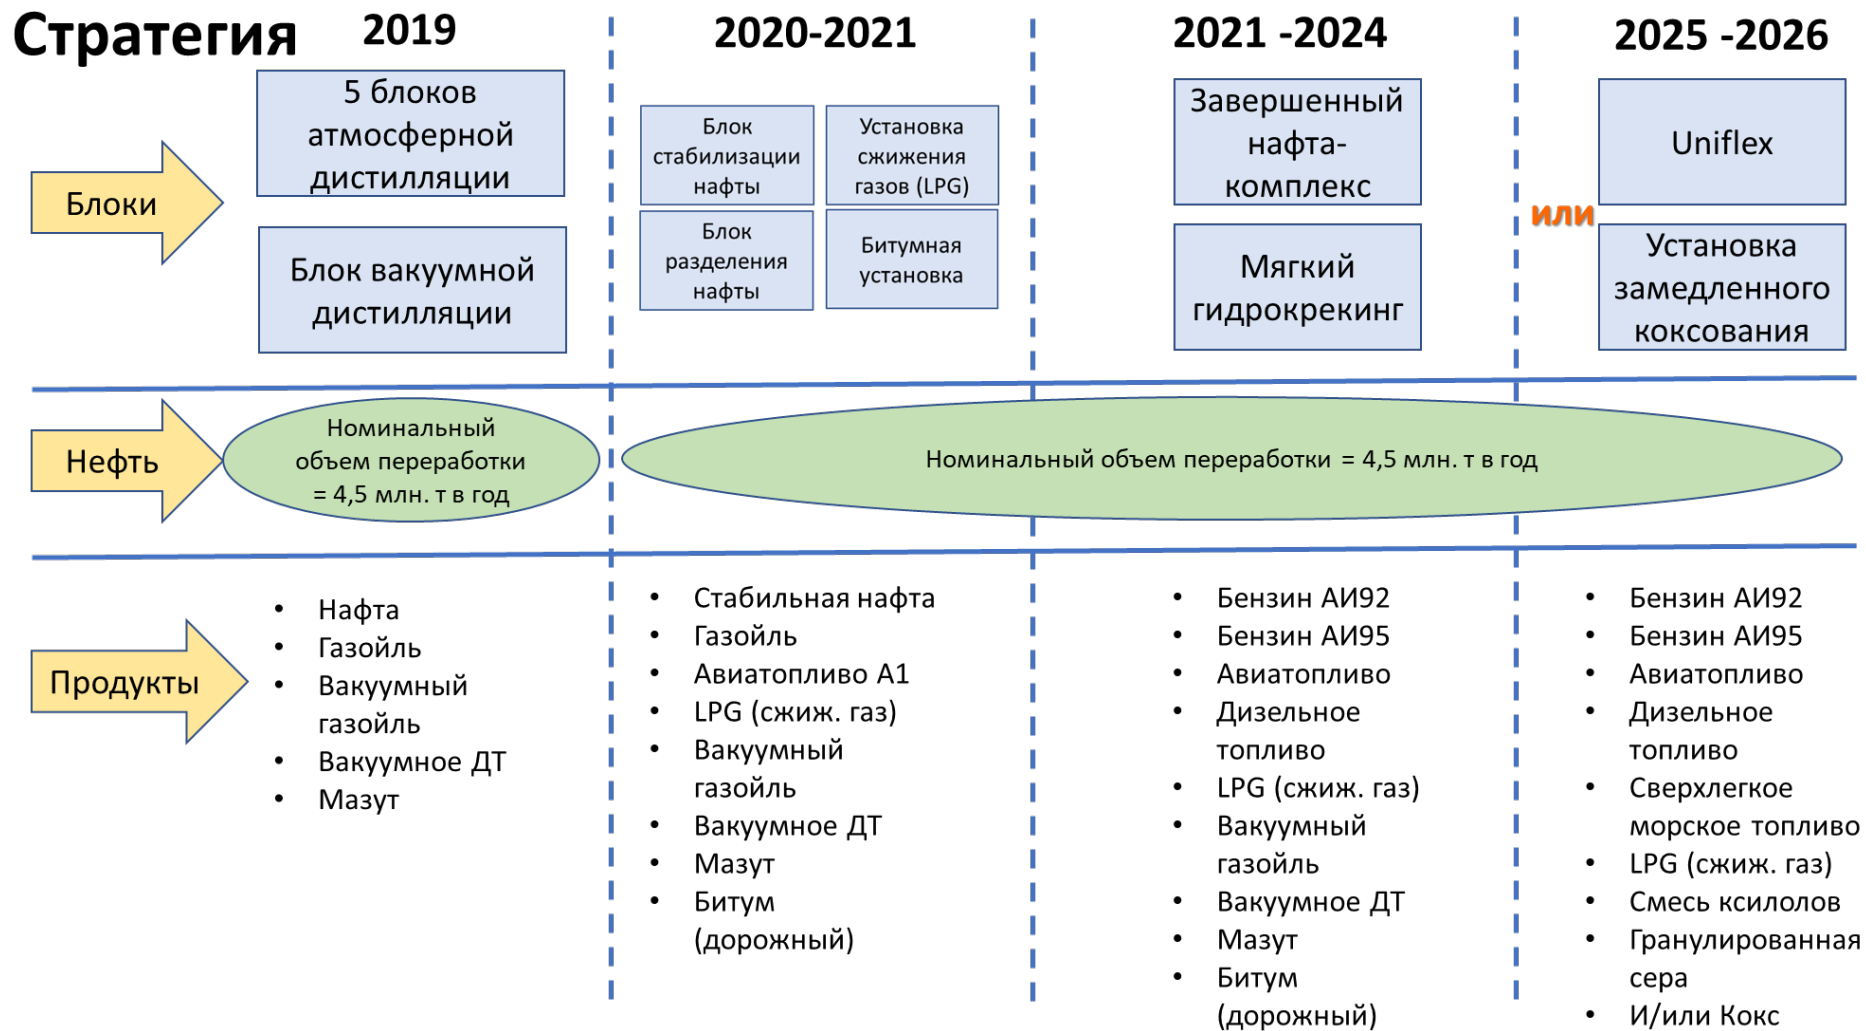 Стратегия
2019
2020-2021
2021 -2024
2025 -2026
Блоки
5 блоков
атмосферной
дистилляции
Блок вакуумной
дистилляции
Блок
стабилизации
нафты
Установка
сжижения
газов (LPG)
Блок
разделения
нафты
Битумная
установка
Завершенный
нафта-
комплекс
Мягкий
гидрокрекинг
Uniflex
или
Установка
замедленного
коксования
Нефть
Номинальный
объем переработки
= 4,5 млн. т в год
Номинальный объем переработки = 4,5 млн. т в год
Продукты
• Нафта
• Газойль
• Вакуумный
газойль
• Вакуумное ДТ
• Мазут
• Стабильная нафта
• Газойль
• Авиатопливо А1
• LPG (сжиж. газ)
• Вакуумный
газойль
• Вакуумное ДТ
• Мазут
• Битум
(дорожный)
• Бензин АИ92
• Бензин АИ95
• Авиатопливо
• Дизельное
топливо
• LPG (сжиж. газ)
• Вакуумный
газойль
• Вакуумное ДТ
• Мазут
• Битум
(дорожный)
• Бензин АИ92
• Бензин АИ95
• Авиатопливо
• Дизельное
топливо
• Сверхлегкое
морское топливо
• LPG (сжиж. газ)
• Смесь ксилолов
• Гранулированная
сера
• И/или Кокс